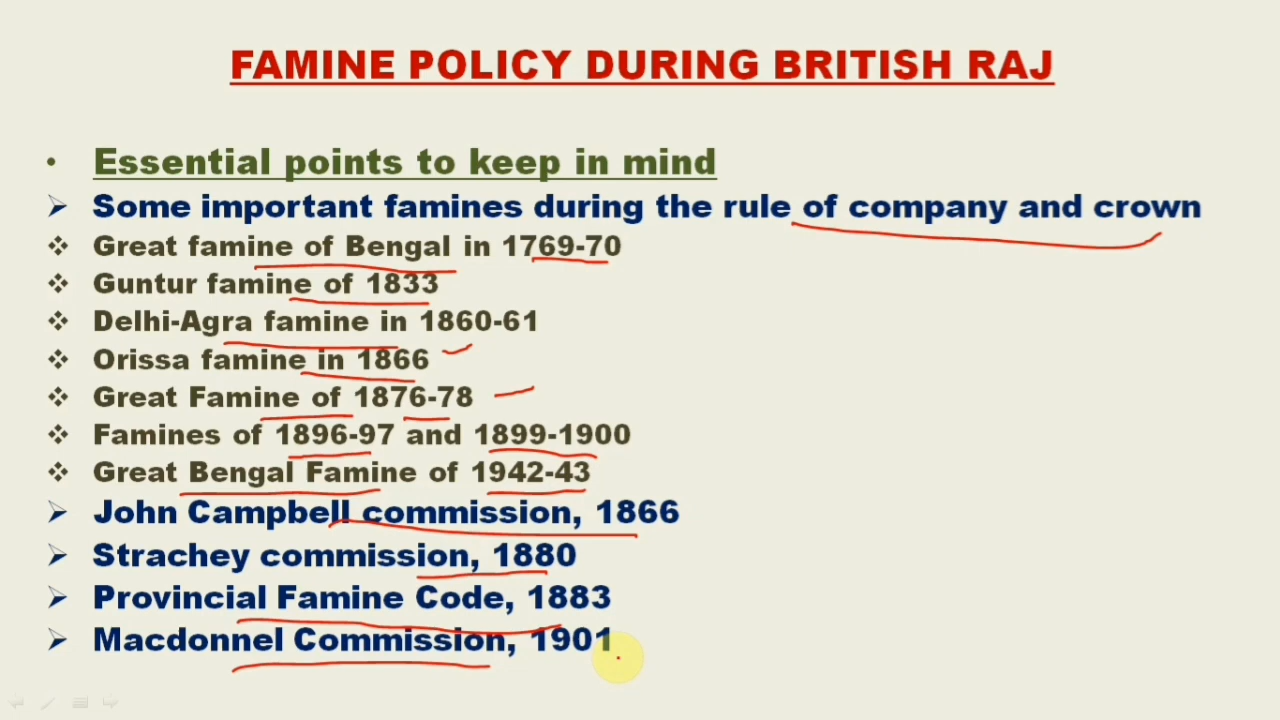 FAMINE POLICY DURING BRITISH RAJ
Essential points to keep in mind
Some important famines during the rule of company and crown
Great famine of Bengal in 1769-70
Guntur famine of 1833
Delhi-Agra famine in 1860-61
Orissa famine in 1866
Great Famine of 1876-78
Famines of 1896-97 and 1899-1900
Great Bengal Famine of 1942-43
John Campbell commission, 1866
Strachey commission, 1880
Provincial Famine Code, 1883
Macdonnel Commission, 1901